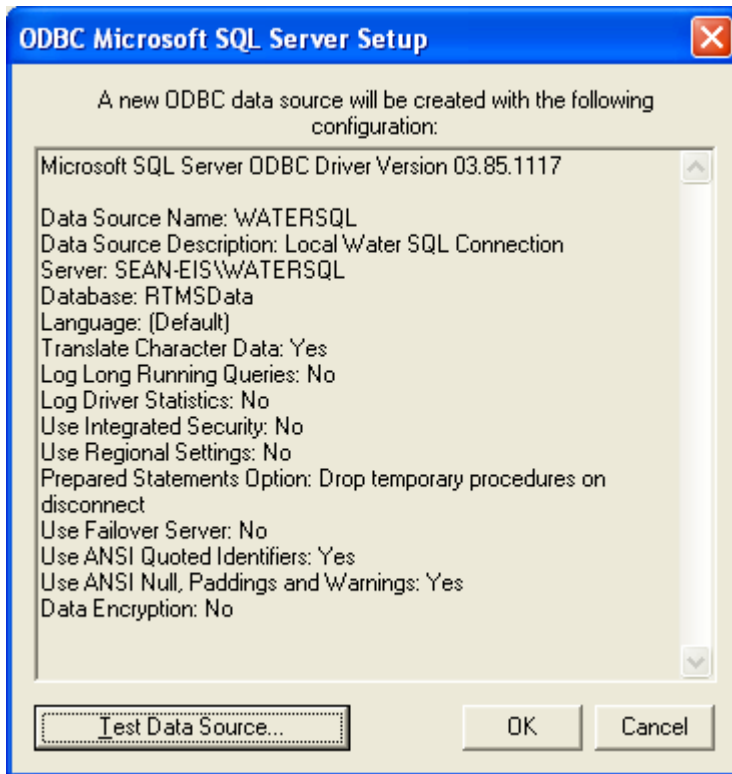 ODBC Microsoft SQL Server Setup
A new ODBC data source will be created with the following
configuration:
Microsoft SQL Server ODBC Driver Version 03.85.1117
Data Source Name: WATERSQL
Data Source Description: Local Water SQL Connection
Server: SEAN-EIS\WATERSQL
Database: RTMSData
Language: (Default)
Translate Character Data: Yes
Log Long Running Queries: No
Log Driver Statistics: No
Use Integrated Security: No
Use Regional Settings: No
Prepared Statements Option: Drop temporary procedures on
disconnect
Use Failover Server: No
Use ANSI Quoted Identifiers: Yes
Use ANSI Null, Paddings and Warnings: Yes
Data Encryption: No
Test Data Source... OK Cancel